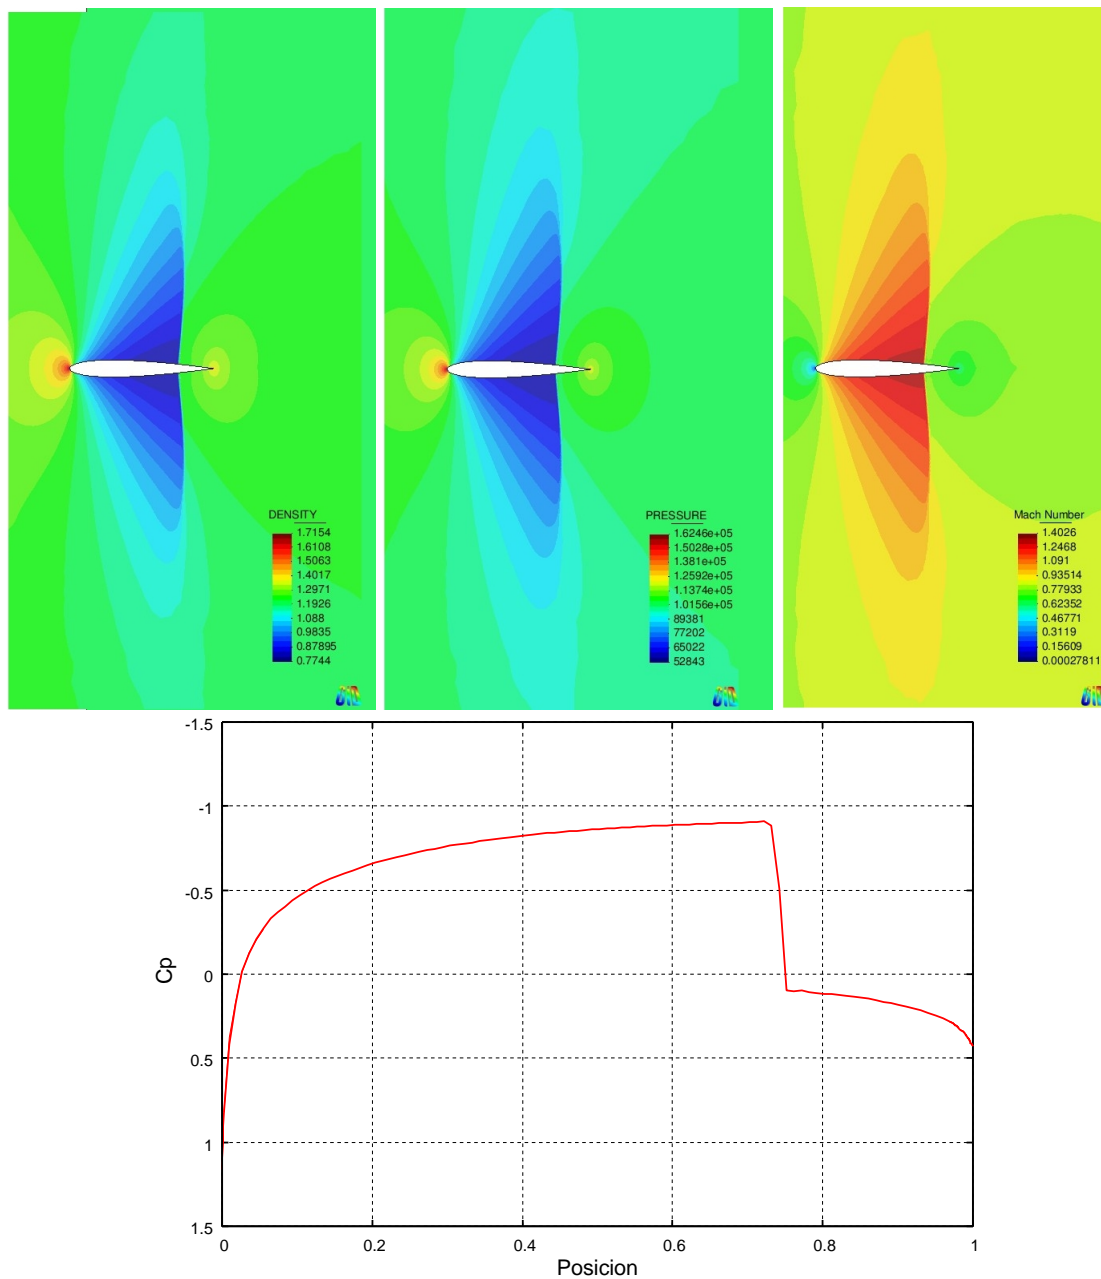 DENSITY
1.7154
1.6108
1.5063
1.4017
1.2971
1.1926
1.088
0.9835
0.87895
0.7744
GiD
PRESSURE
1.6246e+05
1.5028e+05
1.381e+05
1.2592e+05
1.1374e+05
1.0156e+05
89381
77202
65022
52843
GiD
Mach Number
1.4026
1.2468
1.091
0.93514
0.77933
0.62352
0.46771
0.3119
0.15609
0.00027811
GiD
-1.5
-1
-0.5
0
0.5
1
1.5
Cp
0 0.2 0.4 0.6 0.8 1
Posicion